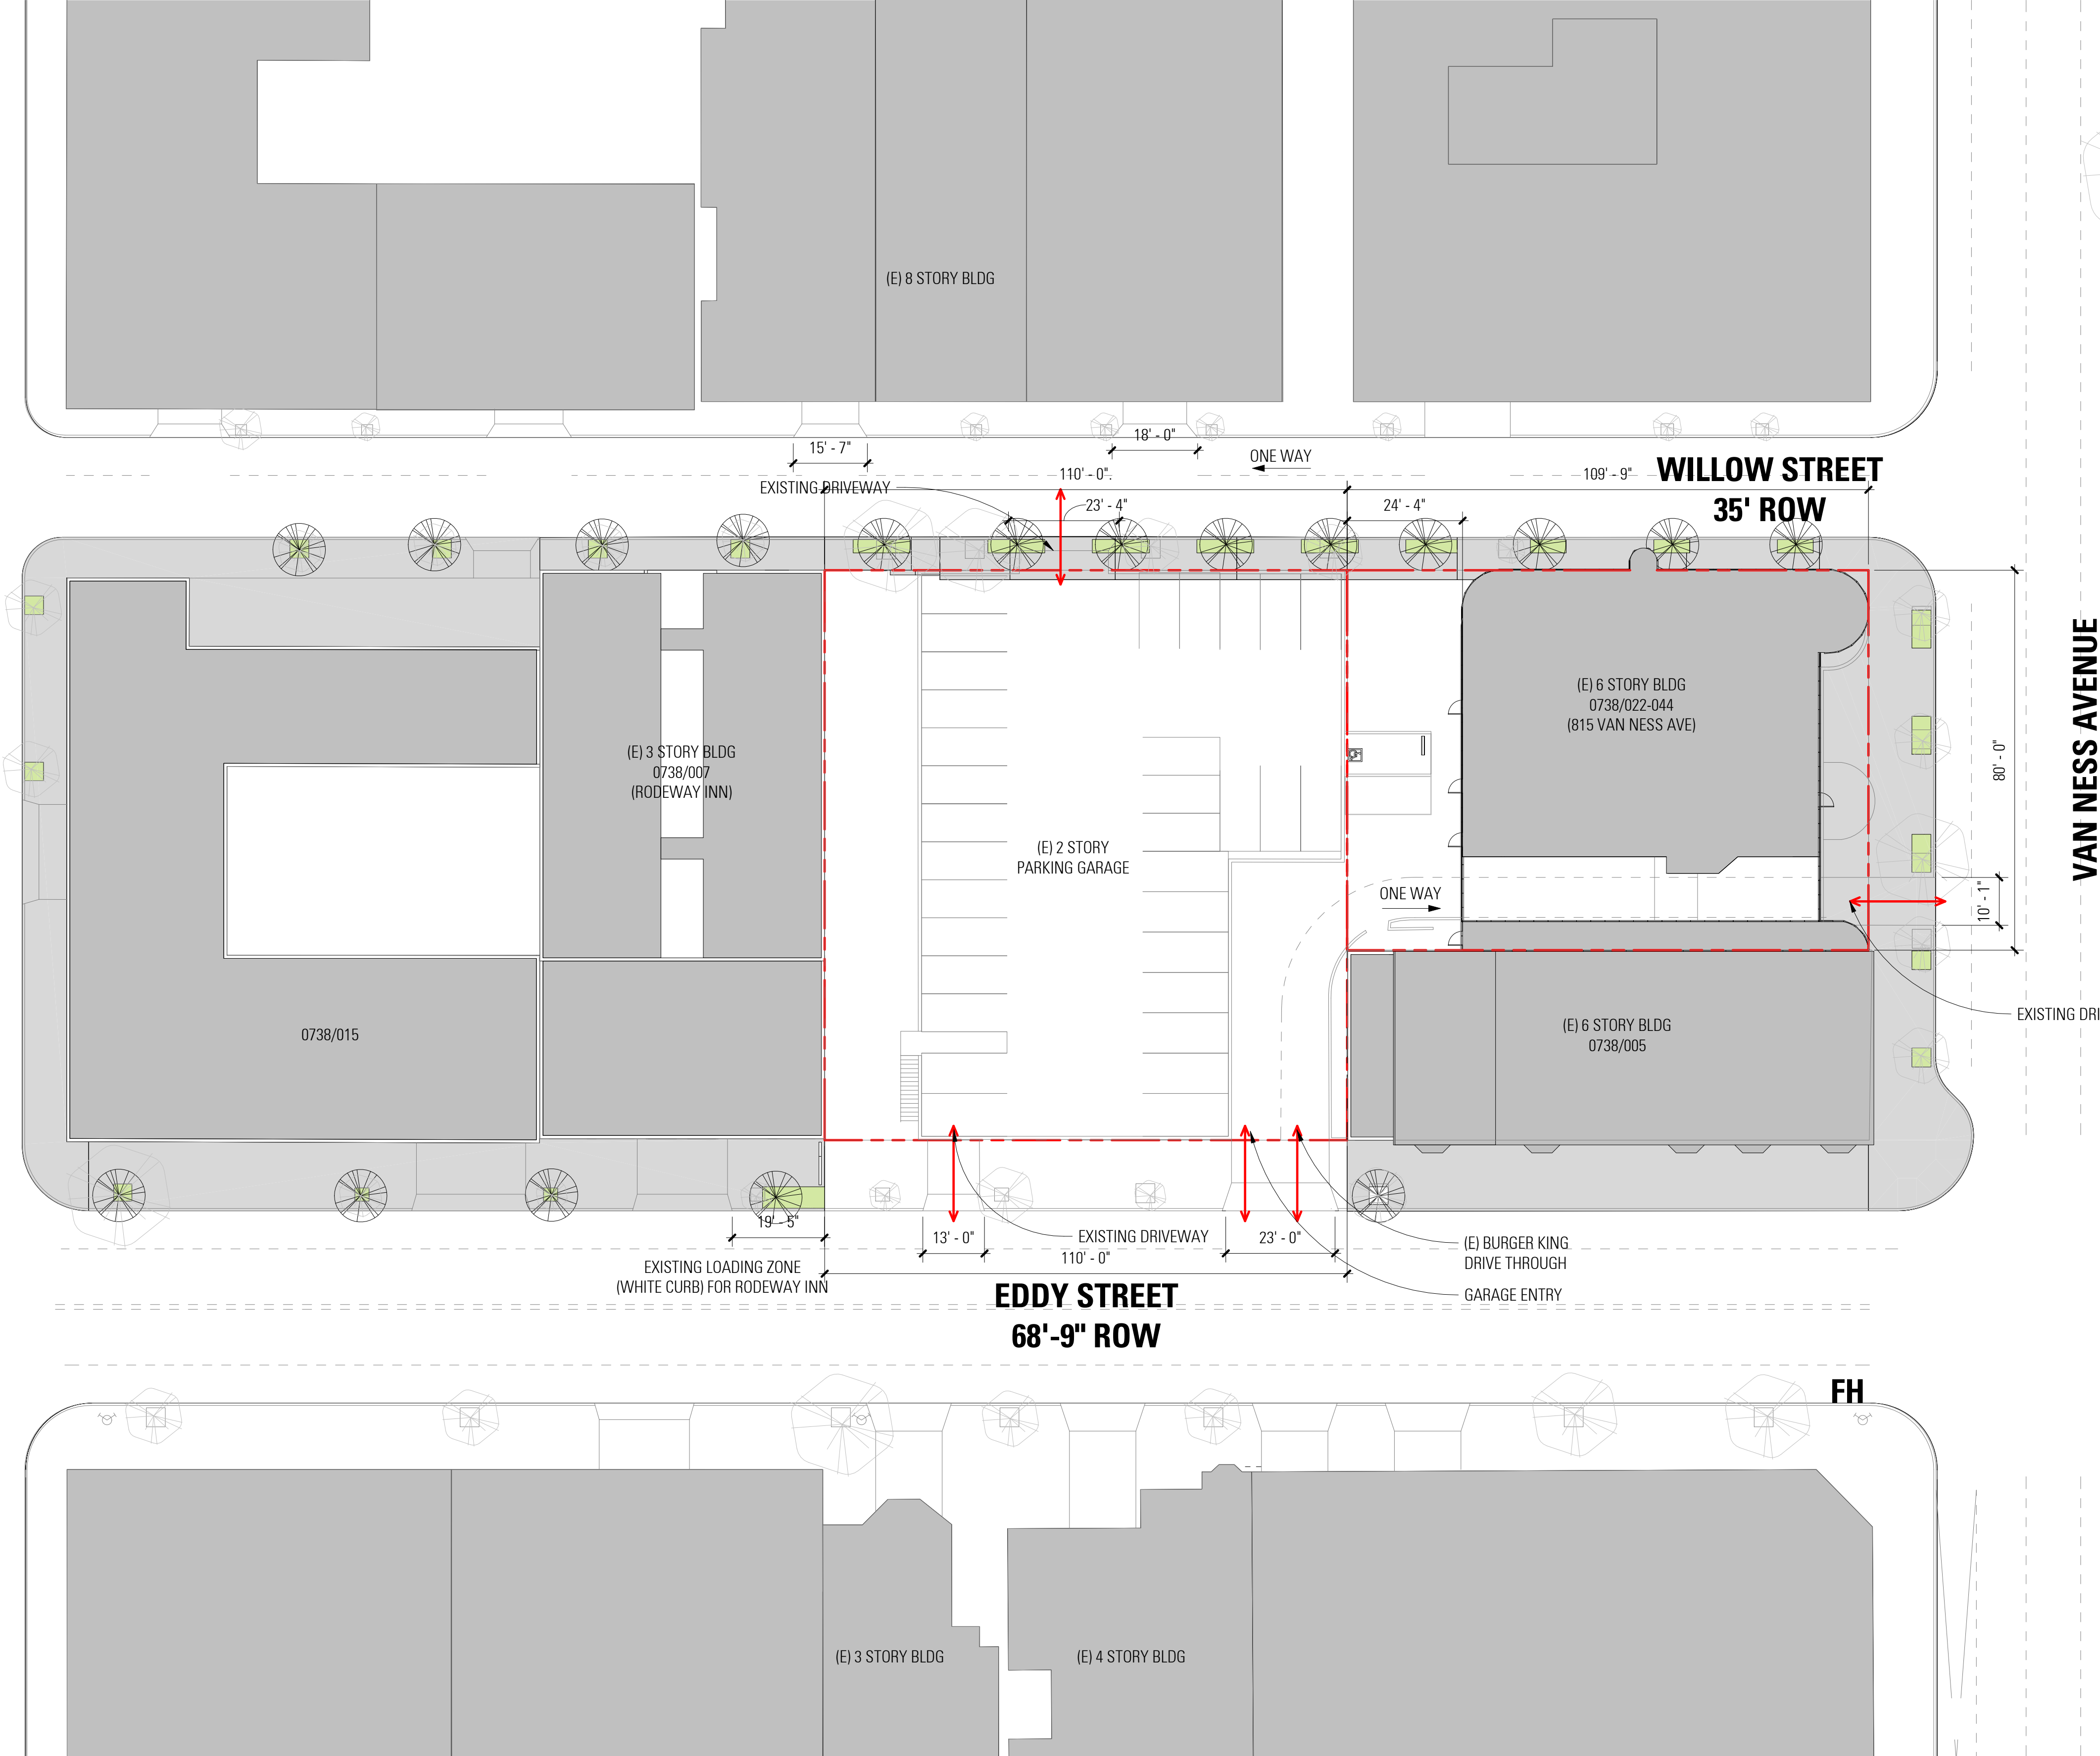 (E) 8 STORY BLDG
15' - 7"
18' - 0"
ONE WAY
110' - 0".
109' - 9"
WILLOW STREET
35' ROW
EXISTING DRIVEWAY
23' - 4"
24' - 4"
(E) 6 STORY BLDG
0738/022-044
(815 VAN NESS AVE)
(E) 3 STORY BLDG
0738/007
(RODEWAY INN)
80' - 0"
VAN NESS AVENUE
(E) 2 STORY
PARKING GARAGE
ONE WAY
10' - 1"
EXISTING DRI
0738/015
(E) 6 STORY BLDG
0738/005
19' - 5"
13' - 0"
EXISTING DRIVEWAY
110' - 0"
23' - 0"
(E) BURGER KING
DRIVE THROUGH
EXISTING LOADING ZONE
(WHITE CURB) FOR RODEWAY INN
GARAGE ENTRY
EDDY STREET
68'-9" ROW
FH
(E) 3 STORY BLDG
(E) 4 STORY BLDG